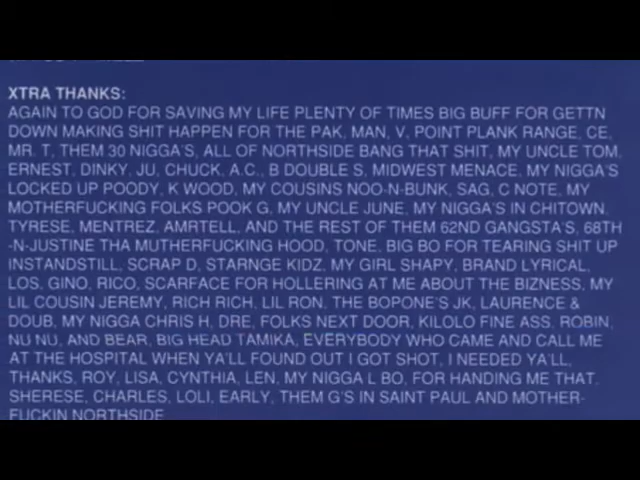 XTRA THANKS:
AGAIN TO GOD FOR SAVING MY LIFE PLENTY OF TIMES BIG BUFF FOR GETTN
DOWN MAKING SHIT HAPPEN FOR THE PAK, MAN, V, POINT PLANK RANGE, CE,
MR. T, THEM 30 NIGGA'S, ALL OF NORTHSIDE BANG THAT SHIT, MY UNCLE TOM,
ERNEST, DINKY, JU, CHUCK, A.C., B DOUBLE S, MIDWEST MENACE, MY NIGGA'S
LOCKED UP POODY, K WOOD, MY COUSINS NOO-N-BUNK, SAG, C NOTE, MY
MOTHERFUCKING FOLKS POOK G, MY UNCLE JUNE, MY NIGGA'S IN CHITOWN,
TYRESE, MENTREZ, AMRTELL, AND THE REST OF THEM 62ND GANGSTA'S, 68TH
-N-JUSTINE THA MUTHERFUCKING HOOD, TONE, BIG BO FOR TEARING SHIT UP
INSTANDSTILL, SCRAP D, STARNGE KIDZ, MY GIRL SHAPY, BRAND LYRICAL,
LOS, GINO, RICO, SCARFACE FOR HOLLERING AT ME ABOUT THE BIZNESS, MY
LIL COUSIN JEREMY, RICH RICH, LIL RON, THE BOPONE'S JK, LAURENCE &
DOUB, MY NIGGA CHRIS H, DRE, FOLKS NEXT DOOR, KILOLO FINE ASS, ROBIN,
NU NU, AND BEAR, BIG HEAD TAMIKA, EVERYBODY WHO CAME AND CALL ME
AT THE HOSPITAL WHEN YA'LL FOUND OUT I GOT SHOT, I NEEDED YA'LL,
THANKS, ROY, LISA, CYNTHIA, LEN, MY NIGGA L BO, FOR HANDING ME THAT,
SHERESE, CHARLES, LOLI, EARLY, THEM G'S IN SAINT PAUL AND MOTHER-
FUCKIN NORTHSIDE